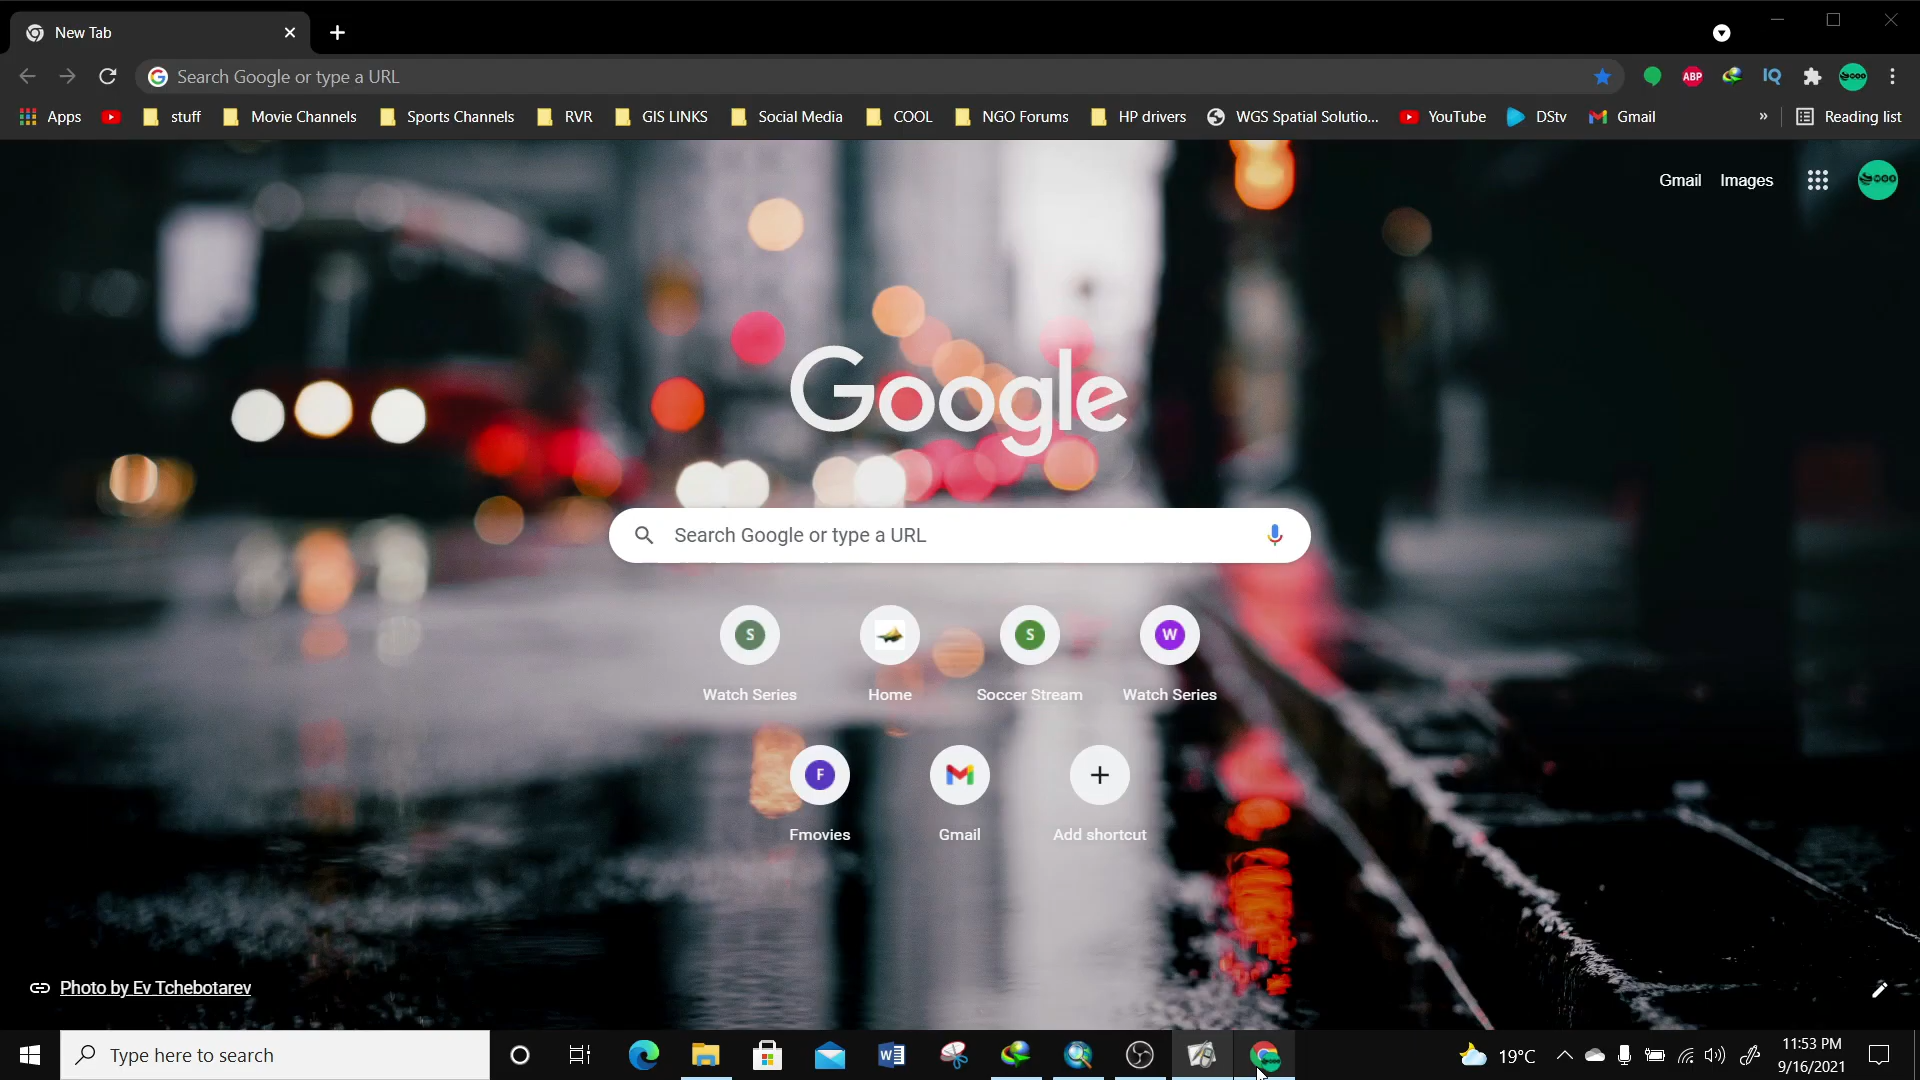 New Tab
Search Google or type a URL
ABP
IQ
Apps
stuff
Movie Channels
Sports Channels
RVR
GIS LINKS
Social Media
COOL
NGO Forums
HP drivers
WGS Spatial Solutio...
YouTube
DStv
Gmail
»
Reading list
Gmail Images
Google
Search Google or type a URL
S
S
W
Watch Series
Home
Soccer Stream
Watch Series
F
Fmovies
Gmail
Add shortcut
Photo by Ev Tchebotarev
Type here to search
19°C
11:53 PM
9/16/2021